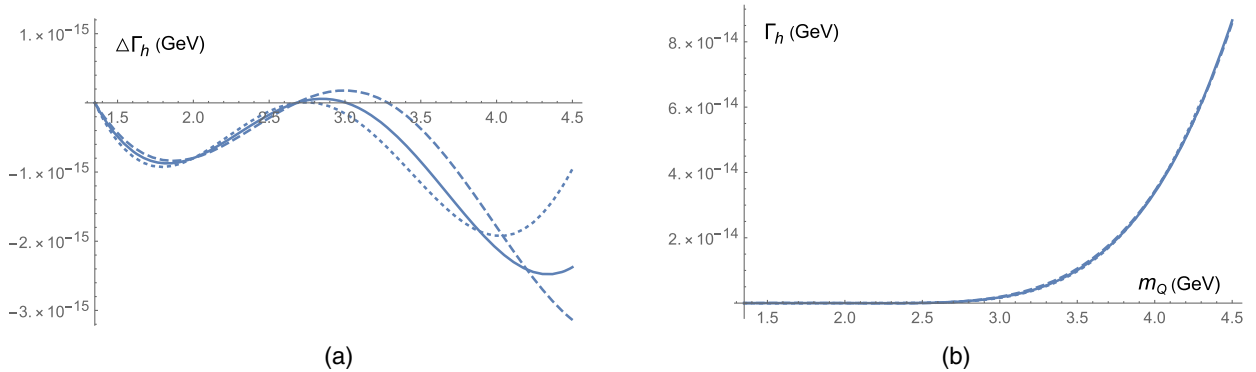 1. × 10⁻¹⁵
ΔΓₕ (GeV)
1.5 2.0 2.5 3.0 3.5 4.0 4.5
-1. × 10⁻¹⁵
-2. × 10⁻¹⁵
-3. × 10⁻¹⁵
(a)
Γₕ (GeV)
8. × 10⁻¹⁴
6. × 10⁻¹⁴
4. × 10⁻¹⁴
2. × 10⁻¹⁴
m_Q (GeV)
1.5 2.0 2.5 3.0 3.5 4.0 4.5
(b)